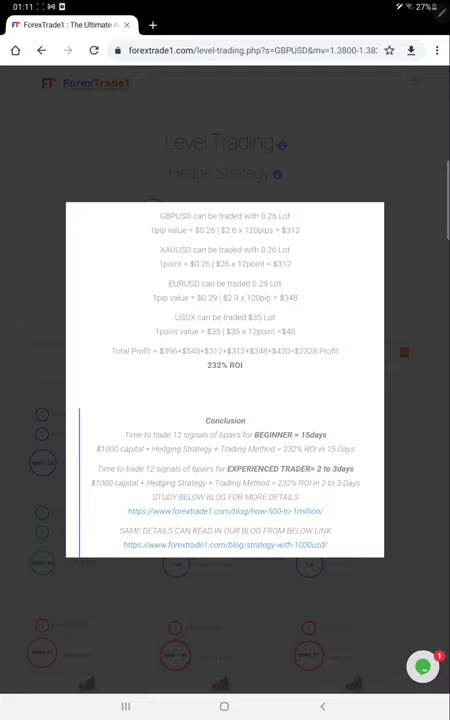 01:11
27%
ForexTrade1 : The Ultimate A
forextrade1.com/level-trading.php?s=GBPUSD&mv=1.3800-1.38
ForexTrade1
Level Trading
Hedge Strategy
GBPUSD can be traded with 0.26 Lot
1pip value = $0.26 | $2.6 x 120pips = $312
XAUUSD can be traded with 0.26 Lot
1point = $0.26 | $26 x 12point = $312
EURUSD can be traded 0.29 Lot
1pip value = $0.29 | $2.9 x 120pip = $348
USDX can be traded $35 Lot
1point value = $35 | $35 x 12point =$40
Total Profit = $396+$540+$312+$312+$348+$420=$2328 Profit
232% ROI
Conclusion
Time to trade 12 signals of 6pairs for BEGINNER = 15days
$1000 capital + Hedging Strategy + Trading Method = 232% ROI in 15 Days
Time to trade 12 signals of 6pairs for EXPERIENCED TRADER= 2 to 3days
$1000 capital + Hedging Strategy + Trading Method = 232% ROI in 2 to 3 Days
STUDY BELOW BLOG FOR MORE DETAILS
https://www.forextrade1.com/blog/how-500-to-1million/
SAME DETAILS CAN READ IN OUR BLOG FROM BELOW LINK
https://www.forextrade1.com/blog/strategy-with-1000usd/
1